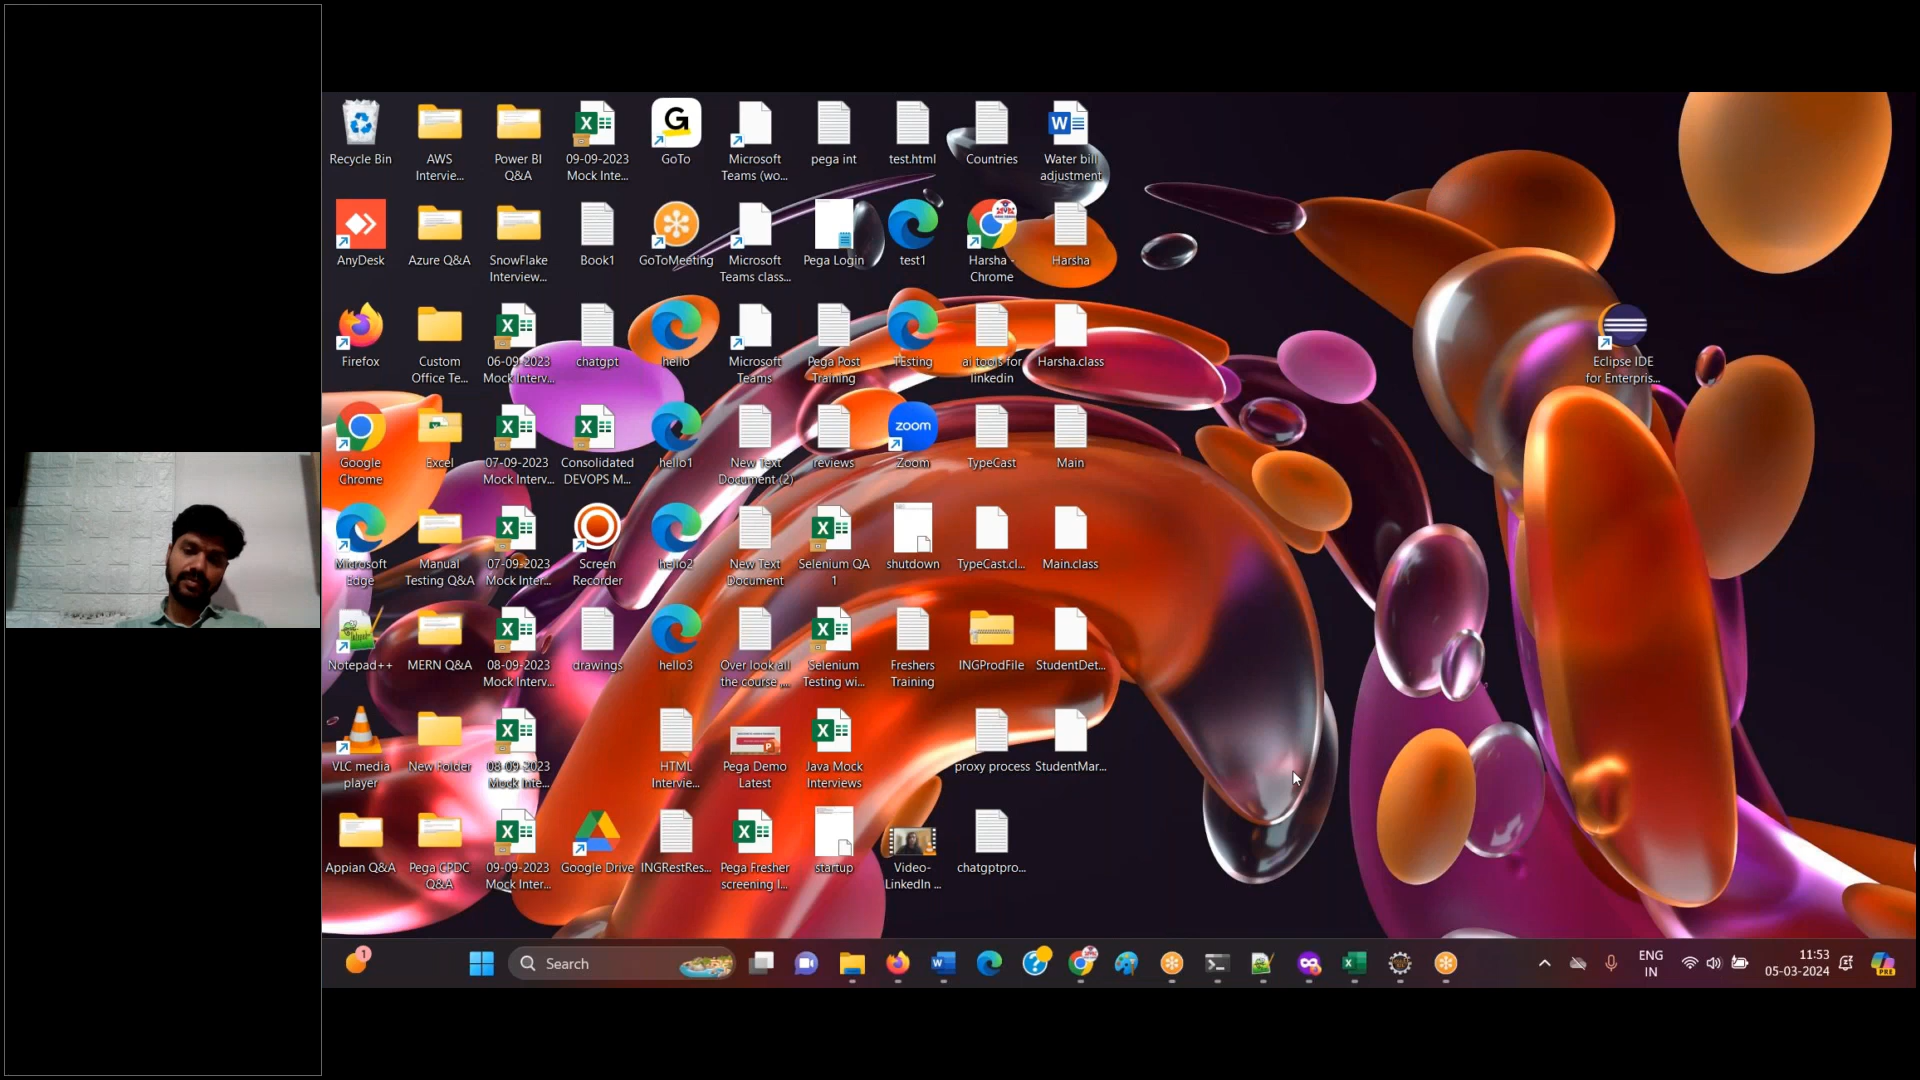 Recycle Bin
AWS
Intervie...
Power BI
Q&A
09-09-2023
Mock Inte...
GoTo
Microsoft
Teams (wo...
pega int
test.html
Countries
Water bill
adjustment
AnyDesk
Azure Q&A
SnowFlake
Interview...
Book1
GoToMeeting
Microsoft
Teams class...
Pega Login
test1
Harsha -
Chrome
Harsha
Firefox
Custom
Office Te...
06-09-2023
Mock Interv...
chatgpt
hello
Microsoft
Teams
Pega Post
Training
TEsting
ai tools for
linkedin
Harsha.class
Eclipse IDE
for Enterpris...
Google
Chrome
Excel
07-09-2023
Mock Interv...
Consolidated
DEVOPS M...
hello1
New Text
Document (2)
reviews
zoom
Zoom
TypeCast
Main
Microsoft
Edge
Manual
Testing Q&A
07-09-2023
Mock Inter...
Screen
Recorder
hello2
New Text
Document
Selenium QA
1
shutdown
TypeCast.cl...
Main.class
Notepad++
MERN Q&A
08-09-2023
Mock Interv...
drawings
hello3
Over look all
the course ,...
Selenium
Testing wi...
Freshers
Training
INGProdFile
StudentDet...
VLC media
player
New Folder
08-09-2023
Mock Inte...
HTML
Intervie...
Pega Demo
Latest
Java Mock
Interviews
proxy process
StudentMar...
Appian Q&A
Pega CPDC
Q&A
09-09-2023
Mock Inter...
Google Drive
INGRestRes...
Pega Fresher
screening I...
startup
Video-
LinkedIn ...
chatgptpro...
1
Search
ENG
IN
11:53
05-03-2024
PRE